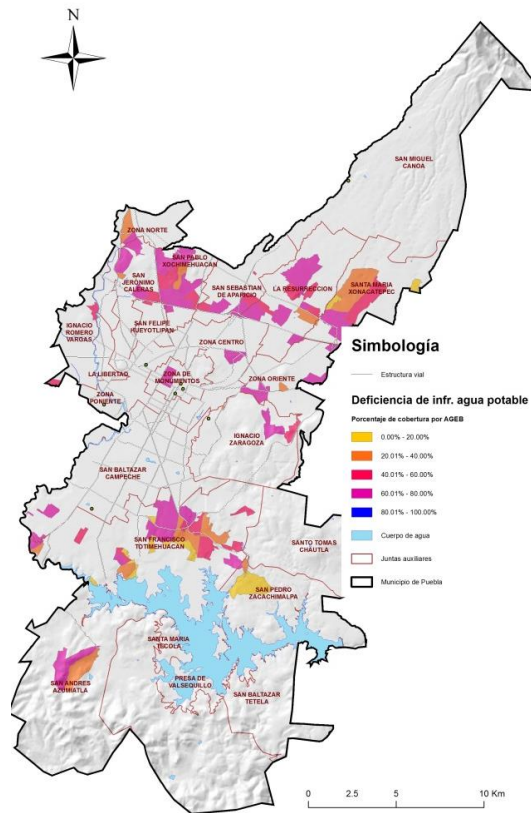 N
SAN MIGUEL
CANOA
ZONA NORTE
SAN PABLO
XOCHIMEHUACAN
SAN
JERONIMO
CALERAS
SAN SEBASTIAN
DE APARICIO
LA RESURRECCION
SANTA MARIA
XONACATEPEC
IGNACIO
ROMERO
VARGAS
SAN FELIPE
HUEYOTLIPAN
ZONA CENTRO
LA LIBERTAD
ZONA DE
MONUMENTOS
ZONA ORIENTE
ZONA
PONIENTE
IGNACIO
ZARAGOZA
SAN BALTAZAR
CAMPECHE
SAN FRANCISCO
TOTIMEHUACAN
SANTO TOMAS
CHAUTLA
SAN PEDRO
ZACACHIMALPA
SANTA MARIA
TECOLA
PRESA DE
VALSEQUILLO
SAN ANDRES
AZUMIATLA
SAN BALTAZAR
TETELA
Simbología
Estructura vial
Deficiencia de infr. agua potable
Porcentaje de cobertura por AGEB
0.00% - 20.00%
20.01% - 40.00%
40.01% - 60.00%
60.01% - 80.00%
80.01% - 100.00%
Cuerpo de agua
Juntas auxiliares
Municipio de Puebla
0 2.5 5 10 Km